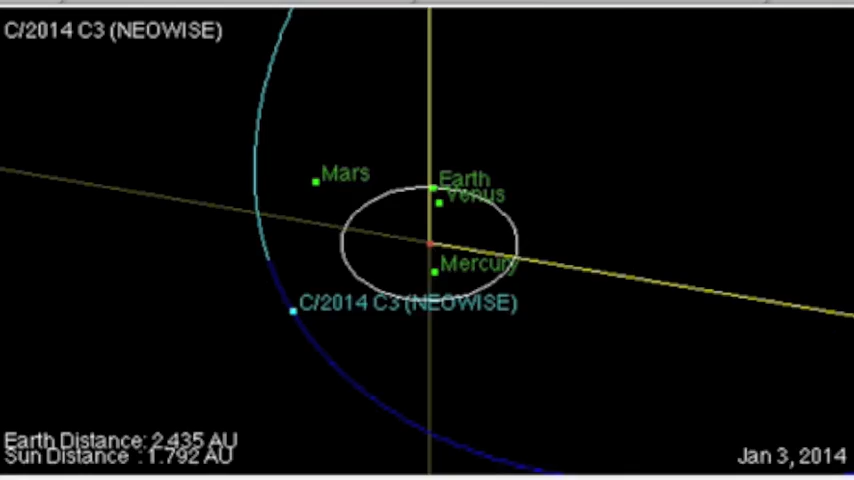 C/2014 C3 (NEOWISE)
Mars
Earth
Venus
Mercury
C/2014 C3 (NEOWISE)
Earth Distance: 2.435 AU
Sun Distance : 1.792 AU
Jan 3, 2014